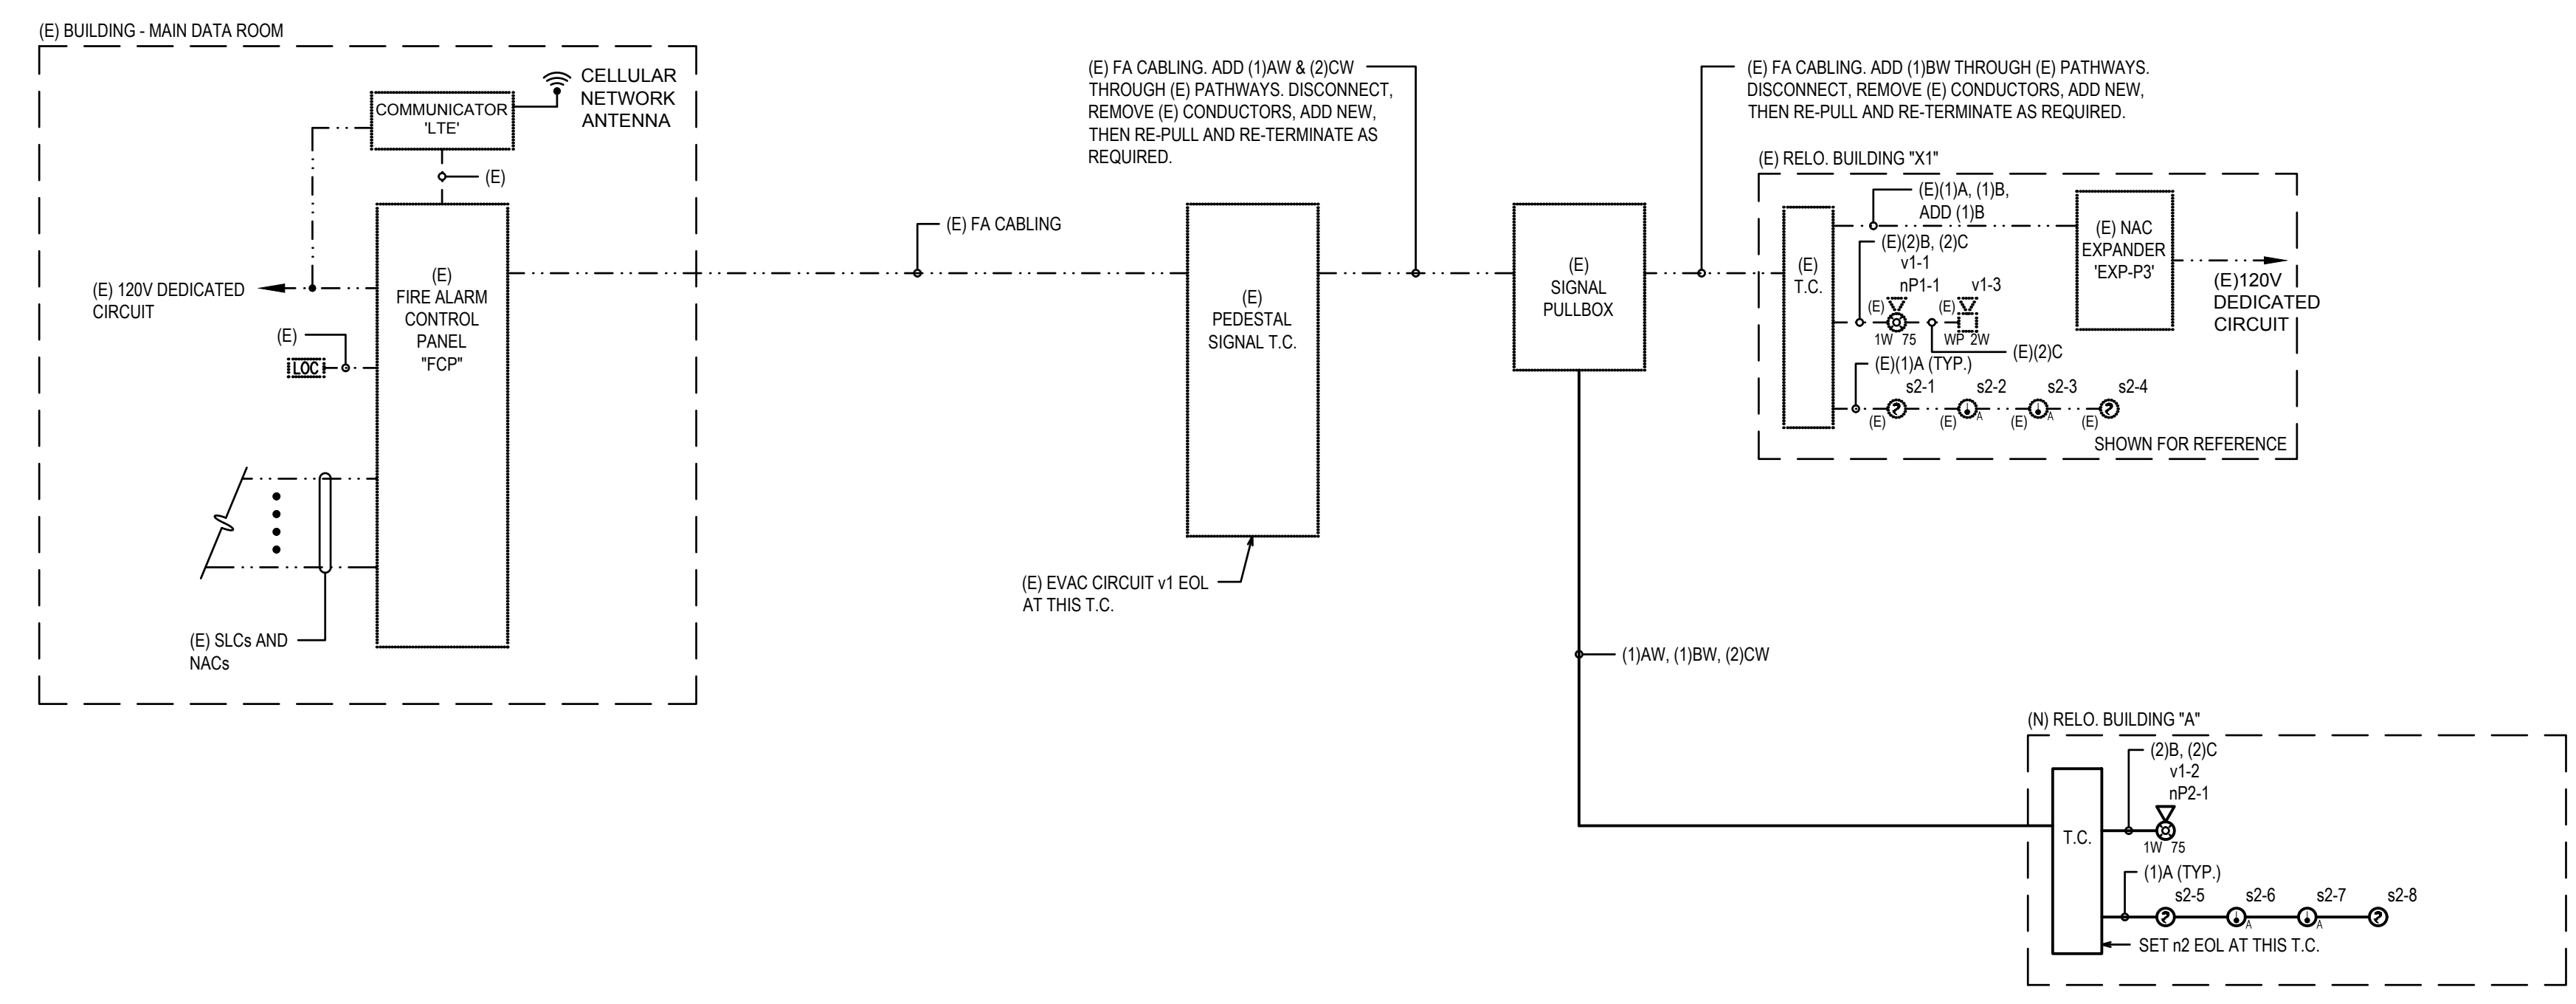 (E) BUILDING - MAIN DATA ROOM
COMMUNICATOR
'LTE'
CELLULAR
NETWORK
ANTENNA
(E)
(E) 120V DEDICATED
CIRCUIT
(E)
LOC
(E)
FIRE ALARM
CONTROL
PANEL
"FCP"
(E) SLCs AND
NACs
(E) FA CABLING
(E) FA CABLING. ADD (1)AW & (2)CW
THROUGH (E) PATHWAYS. DISCONNECT,
REMOVE (E) CONDUCTORS, ADD NEW,
THEN RE-PULL AND RE-TERMINATE AS
REQUIRED.
(E)
PEDESTAL
SIGNAL T.C.
(E) EVAC CIRCUIT v1 EOL
AT THIS T.C.
(E)
SIGNAL
PULLBOX
(E) FA CABLING. ADD (1)BW THROUGH (E) PATHWAYS.
DISCONNECT, REMOVE (E) CONDUCTORS, ADD NEW,
THEN RE-PULL AND RE-TERMINATE AS REQUIRED.
(E) RELO. BUILDING "X1"
(E)
T.C.
(E)(1)A, (1)B,
ADD (1)B
(E)(2)B, (2)C
v1-1
nP1-1 v1-3
(E) (E)
1W 75 WP 2W
(E)(2)C
(E)(1)A (TYP.)
s2-1 s2-2 s2-3 s2-4
A A
(E) (E) (E) (E)
(E) NAC
EXPANDER
'EXP-P3'
(E)120V
DEDICATED
CIRCUIT
SHOWN FOR REFERENCE
(1)AW, (1)BW, (2)CW
(N) RELO. BUILDING "A"
T.C.
(2)B, (2)C
v1-2
nP2-1
1W 75
(1)A (TYP.)
s2-5 s2-6 s2-7 s2-8
A A
SET n2 EOL AT THIS T.C.